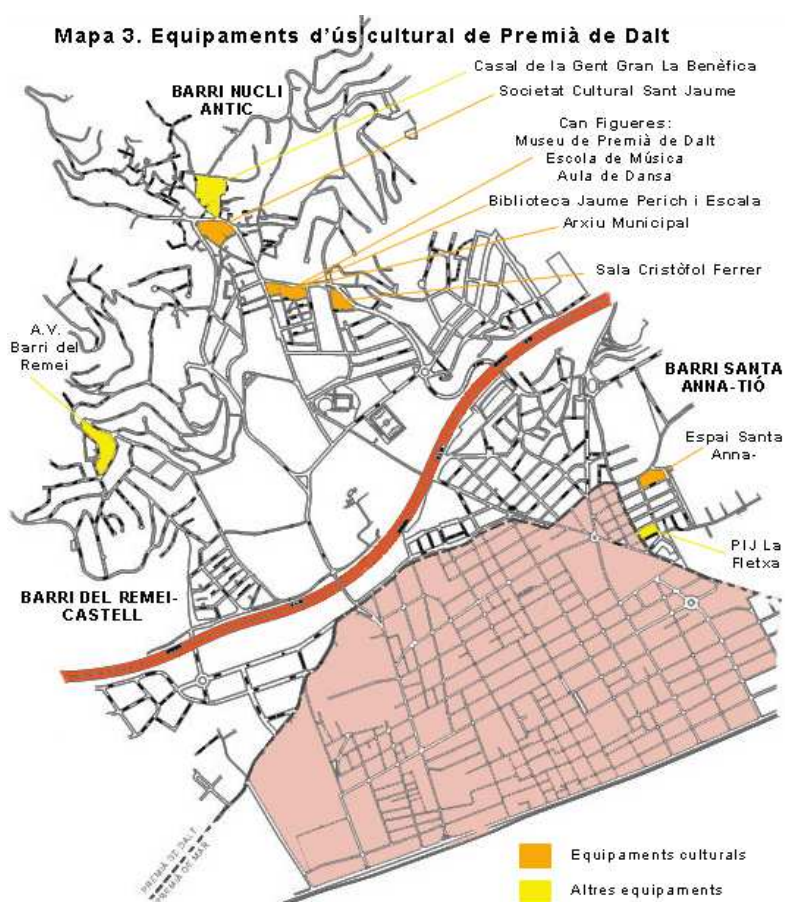 Mapa 3. Equipaments d'ús cultural de Premià de Dalt
Casal de la Gent Gran La Benèfica
BARRI NUCLI
ANTIC
Societat Cultural Sant Jaume
Can Figueres:
Museu de Premià de Dalt
Escola de Música
Aula de Dansa
Biblioteca Jaume Perich i Escala
Arxiu Municipal
Sala Cristòfol Ferrer
A.V.
Barri del
Remei
BARRI SANTA
ANNA-TIÓ
Espai Santa
Anna-
PIJ La
Fletxa
BARRI DEL REMEI-
CASTELL
PREMIÀ DE DALT
PREMIÀ DE MAR
Equipaments culturals
Altres equipaments